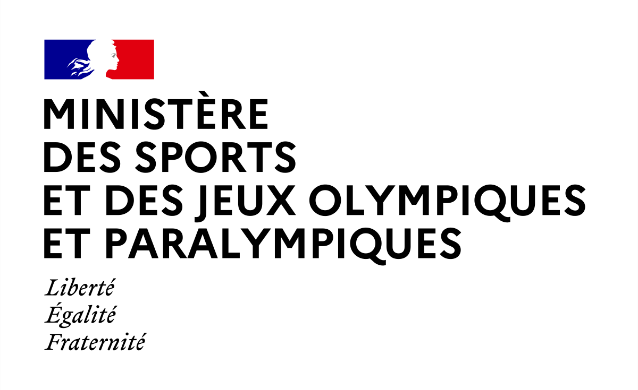 MINISTÈRE
DES SPORTS
ET DES JEUX OLYMPIQUES
ET PARALYMPIQUES
Liberté
Égalité
Fraternité